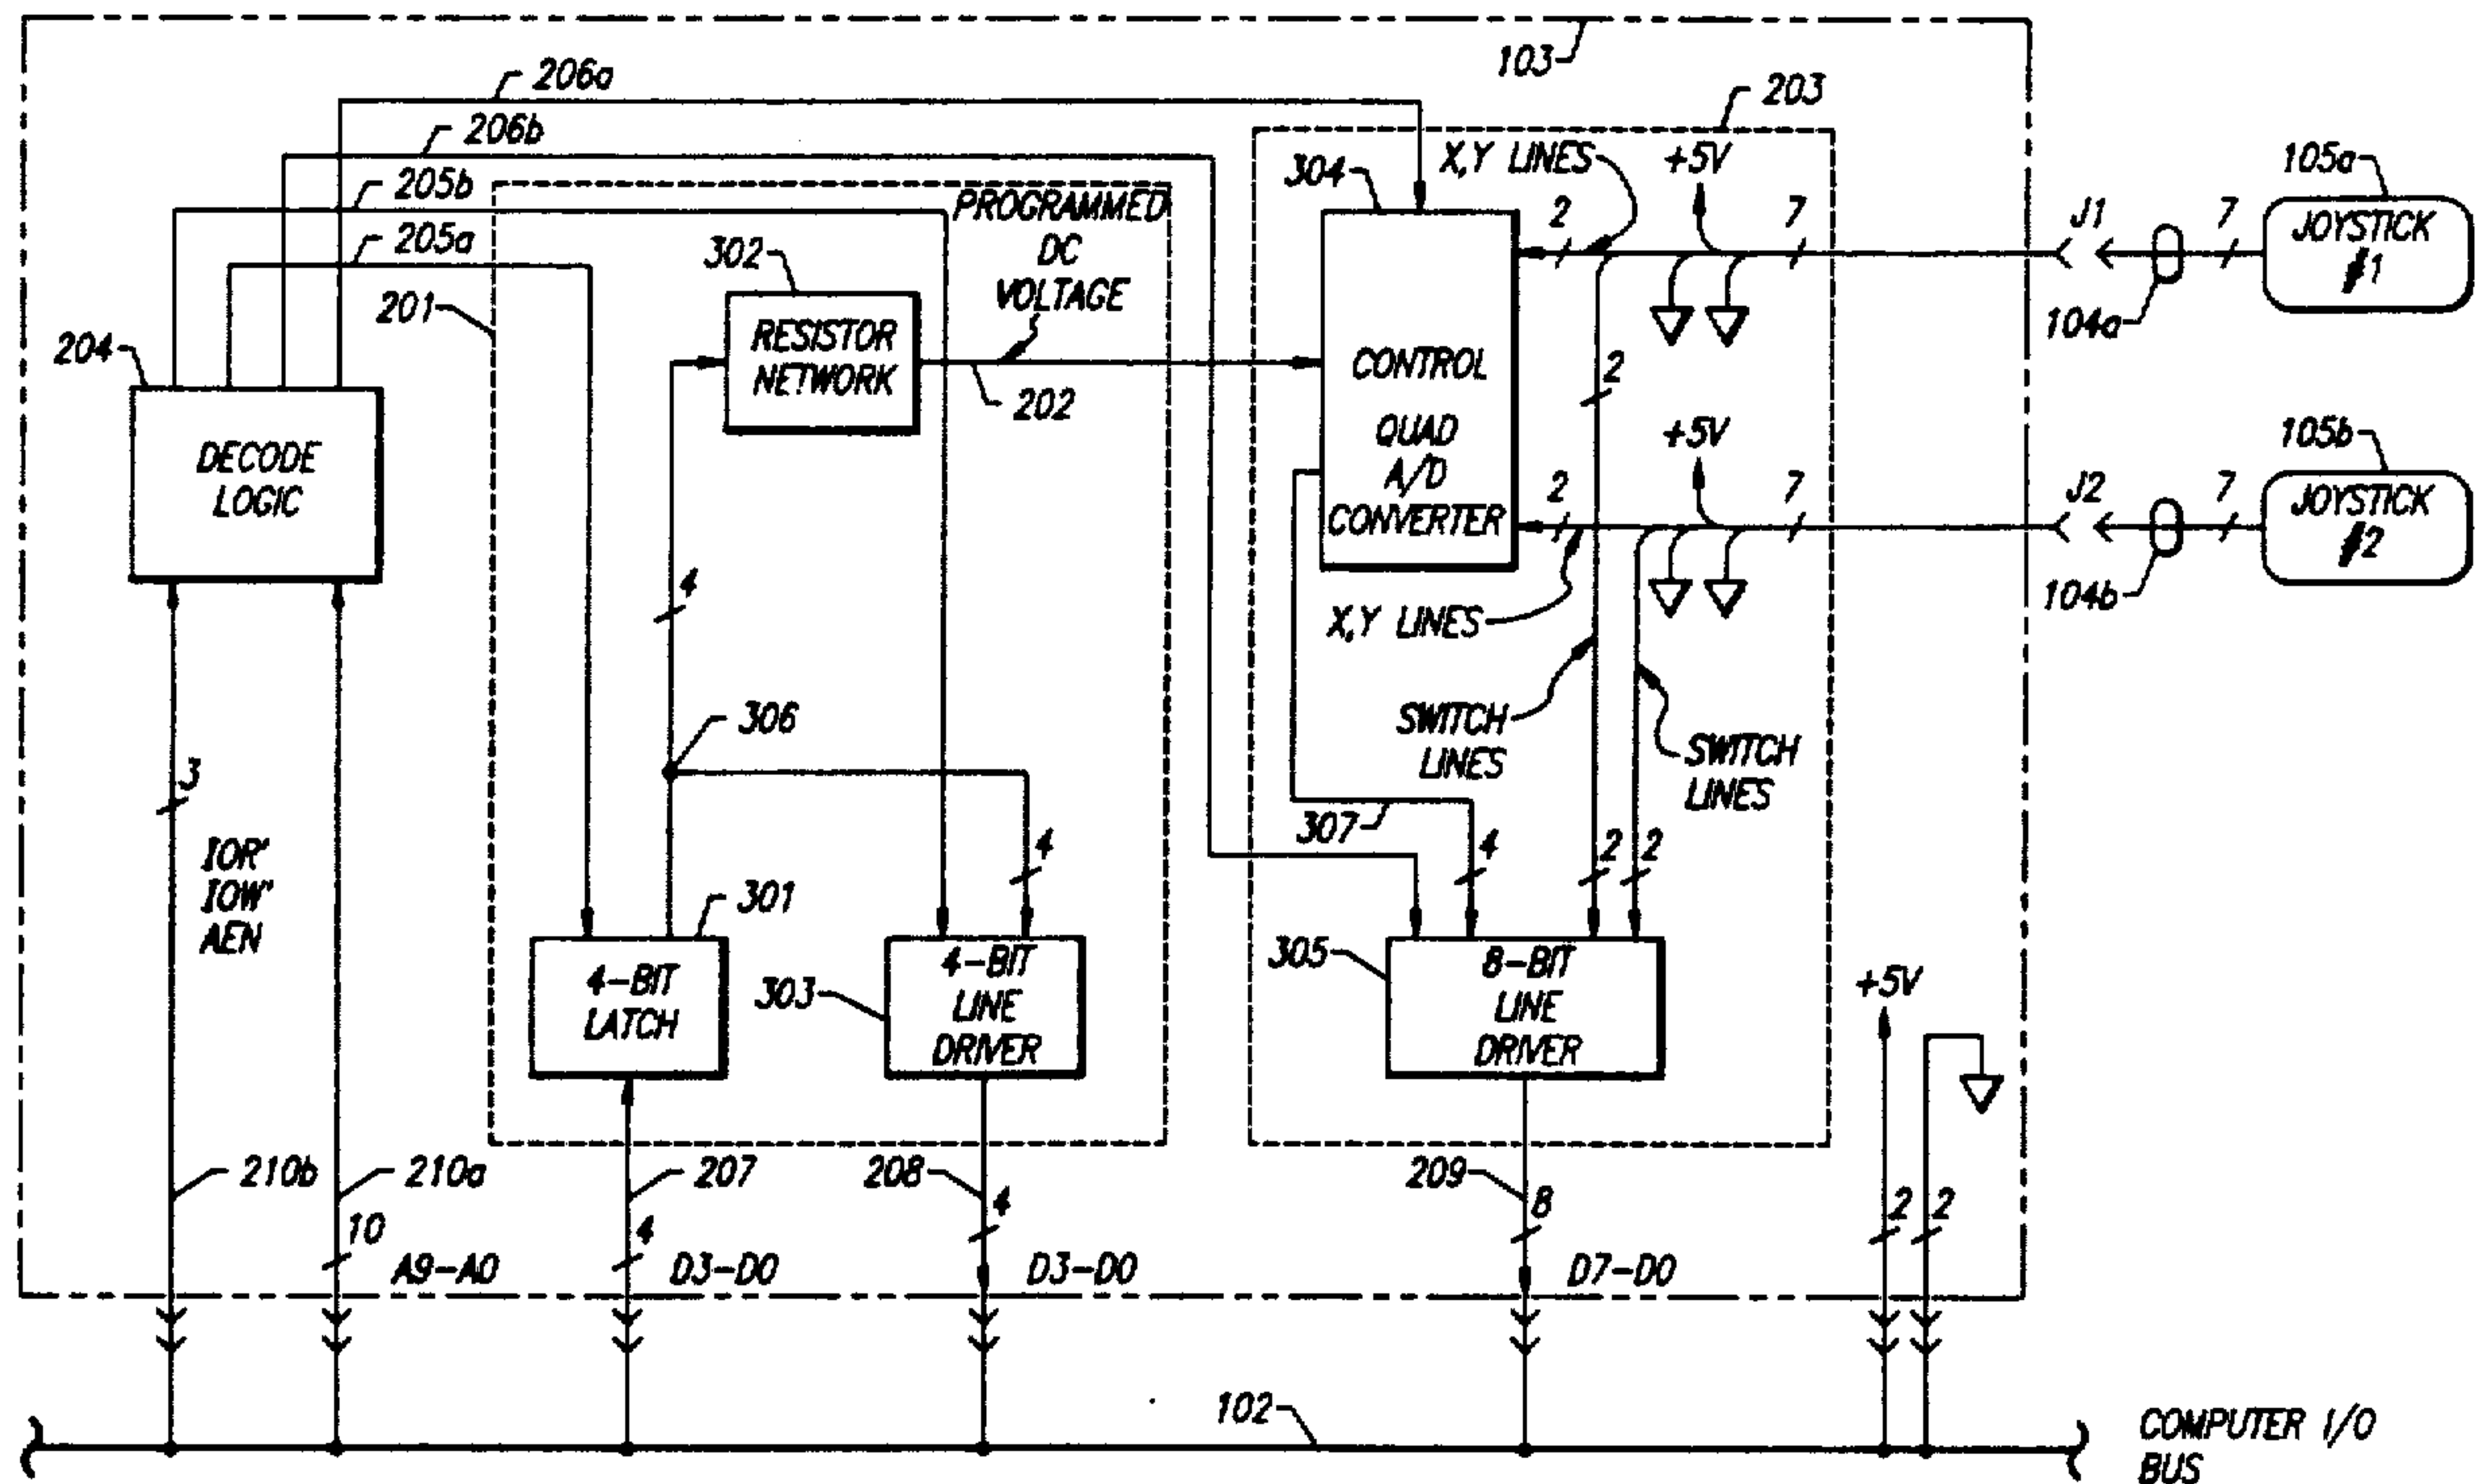 103
206a
206b
205b
205a
201
204
DECODE
LOGIC
302
RESISTOR
NETWORK
PROGRAMMED
DC
VOLTAGE
202
203
304
X,Y LINES
+5V
2
7
J1
7
105a
JOYSTICK
#1
104a
CONTROL
QUAD
A/D
CONVERTER
2
+5V
2
7
J2
7
105b
JOYSTICK
#2
104b
X,Y LINES
SWITCH
LINES
SWITCH
LINES
4
306
3
IOR'
IOW"
AEN
301
4-BIT
LATCH
4
303
4-BIT
LINE
DRIVER
307
4
2
2
305
8-BIT
LINE
DRIVER
+5V
210b
210a
207
208
209
10
4
4
8
2
2
A9-A0
D3-D0
D3-D0
D7-D0
102
COMPUTER I/O
BUS